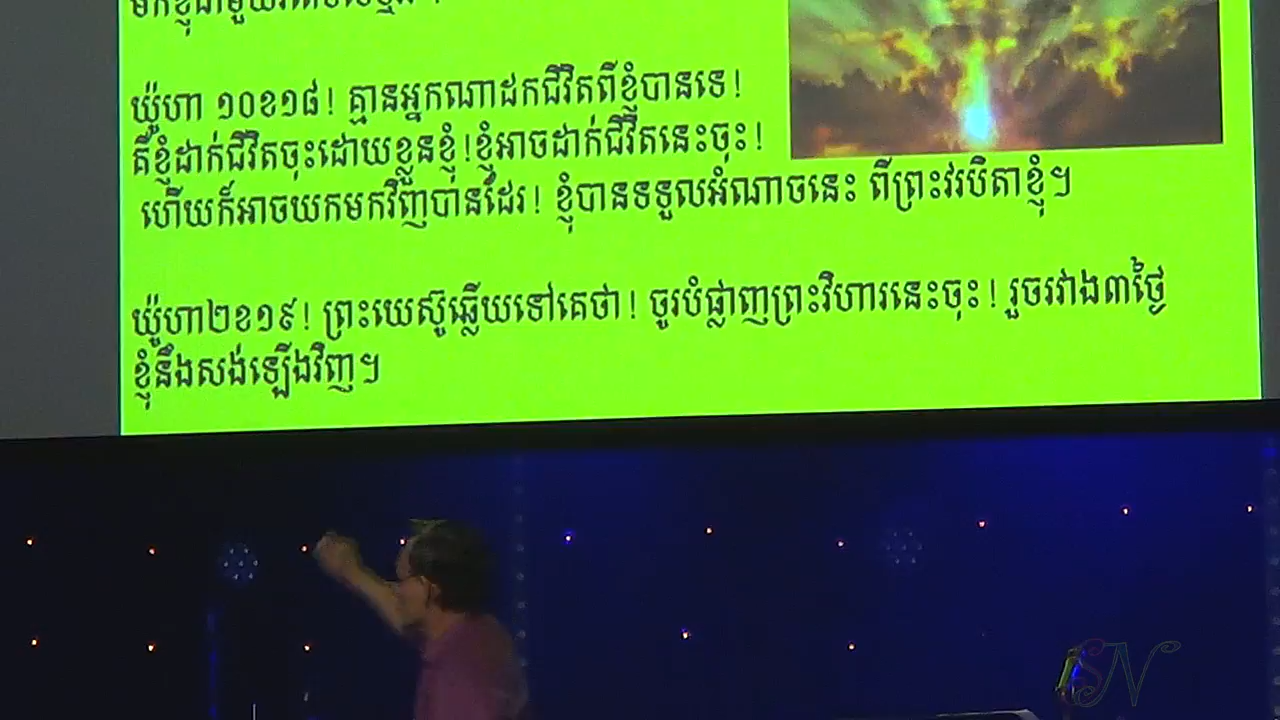 យ៉ូហា ១០ខ១៨! គ្មានអ្នកណាដកជីវិតពីខ្ញុំបានទេ!
គឺខ្ញុំដាក់ជីវិតចុះដោយខ្លួនខ្ញុំ!ខ្ញុំអាចដាក់ជីវិតនេះចុះ!
ហើយក៏អាចយកមកវិញបានដែរ! ខ្ញុំបានទទួលអំណាចនេះ ពីព្រះវរបិតាខ្ញុំ។
យ៉ូហា២ខ១៩! ព្រះយេស៊ូឆ្លើយទៅគេថា! ចូរបំផ្លាញព្រះវិហារនេះចុះ! រួចរវាង៣ថ្ងៃ
ខ្ញុំនឹងសង់ឡើងវិញ។
SN